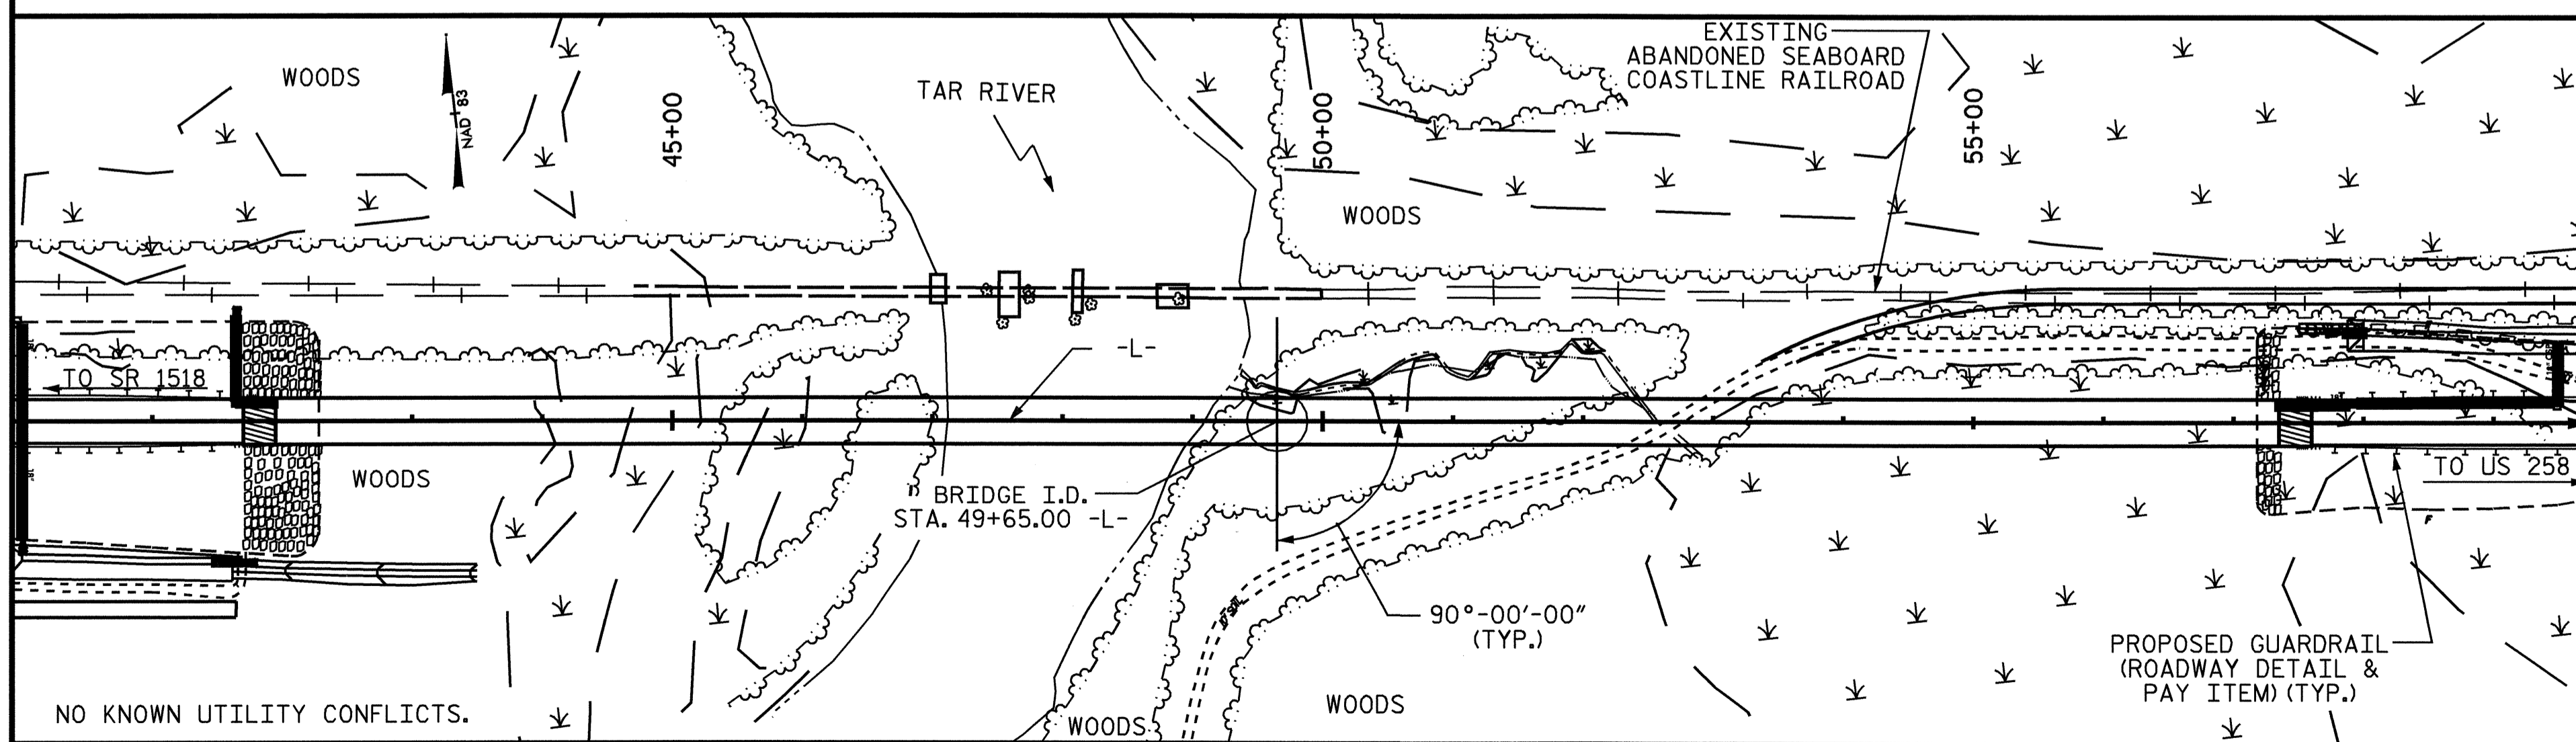 WOODS
NAD '83
45+00
TAR RIVER
50+00
EXISTING
ABANDONED SEABOARD
COASTLINE RAILROAD
55+00
WOODS
TO SR 1518
-L-
WOODS
BRIDGE I.D.
STA. 49+65.00 -L-
TO US 258
90°-00'-00"
(TYP.)
PROPOSED GUARDRAIL
(ROADWAY DETAIL &
PAY ITEM) (TYP.)
NO KNOWN UTILITY CONFLICTS.
WOODS
WOODS
F